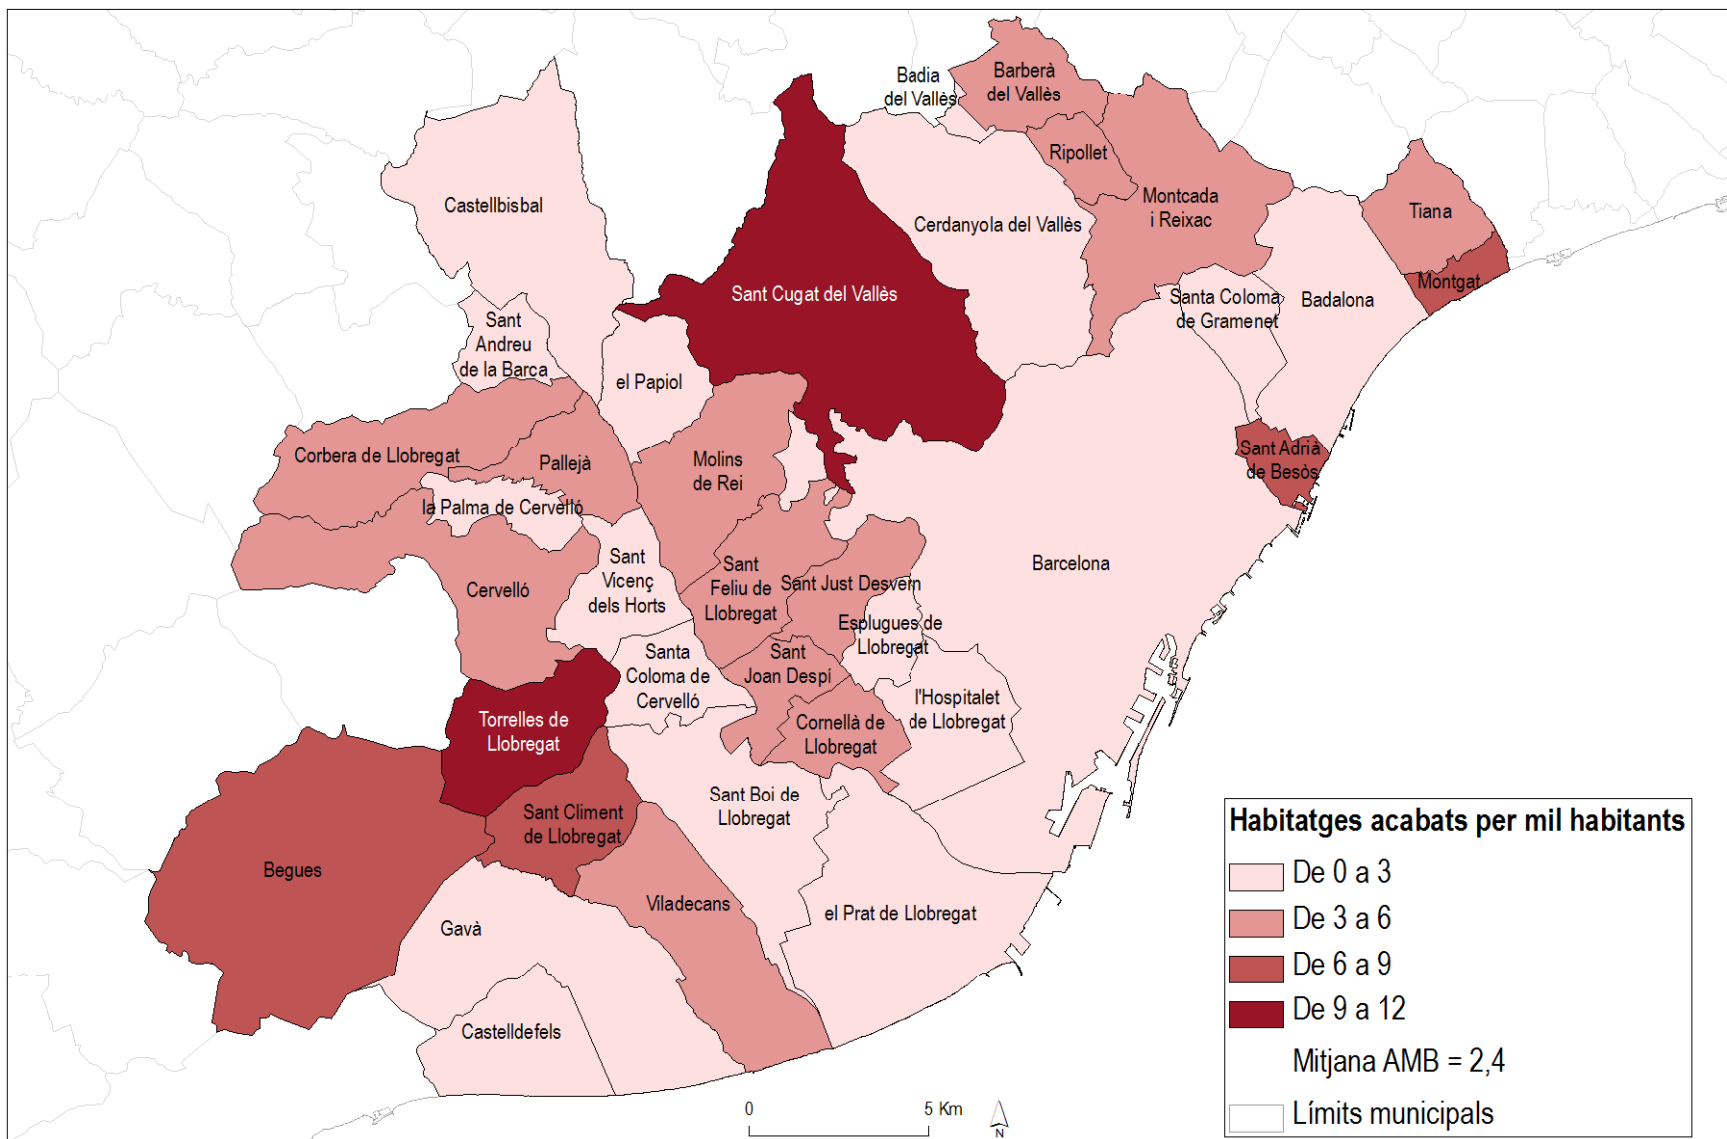 Badia
del Vallès
Barberà
del Vallès
Ripollet
Montcada
i Reixac
Tiana
Montgat
Castellbisbal
Cerdanyola del Vallès
Sant Cugat del Vallès
Santa Coloma
de Gramenet
Badalona
Sant
Andreu
de la Barca
el Papiol
Corbera de Llobregat
Pallejà
Molins
de Rei
Sant Adrià
de Besòs
la Palma de Cervelló
Sant
Vicenç
dels Horts
Cervelló
Sant
Feliu de
Llobregat
Sant Just Desvern
Barcelona
Esplugues de
Llobregat
Santa
Coloma de
Cervelló
Sant
Joan Despí
l'Hospitalet
de Llobregat
Torrelles de
Llobregat
Cornellà de
Llobregat
Sant Climent
de Llobregat
Sant Boi de
Llobregat
Begues
Viladecans
el Prat de Llobregat
Gavà
Castelldefels
Habitatges acabats per mil habitants
De 0 a 3
De 3 a 6
De 6 a 9
De 9 a 12
Mitjana AMB = 2,4
Límits municipals
0 5 Km
N